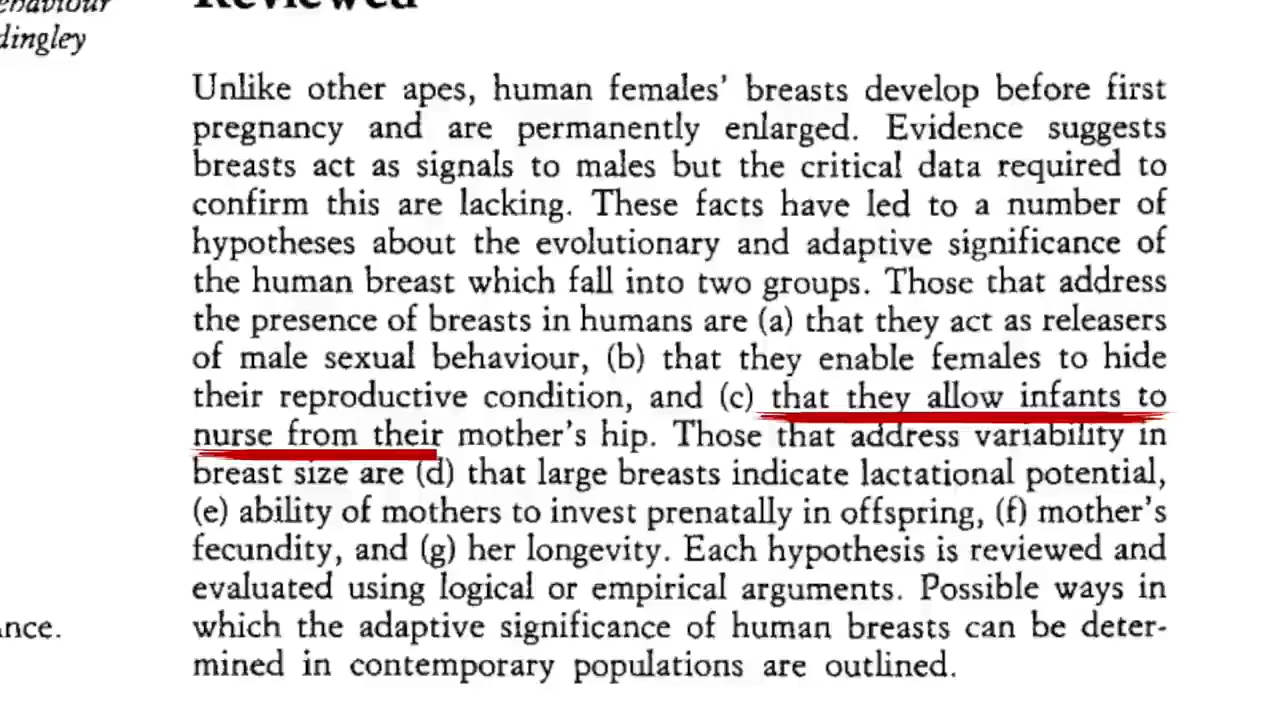 ehaviour
Reviewed
dingley
Unlike other apes, human females' breasts develop before first
pregnancy and are permanently enlarged. Evidence suggests
breasts act as signals to males but the critical data required to
confirm this are lacking. These facts have led to a number of
hypotheses about the evolutionary and adaptive significance of
the human breast which fall into two groups. Those that address
the presence of breasts in humans are (a) that they act as releasers
of male sexual behaviour, (b) that they enable females to hide
their reproductive condition, and (c) that they allow infants to
nurse from their mother's hip. Those that address variability in
breast size are (d) that large breasts indicate lactational potential,
(e) ability of mothers to invest prenatally in offspring, (f) mother's
fecundity, and (g) her longevity. Each hypothesis is reviewed and
evaluated using logical or empirical arguments. Possible ways in
which the adaptive significance of human breasts can be deter-
mined in contemporary populations are outlined.
ance.